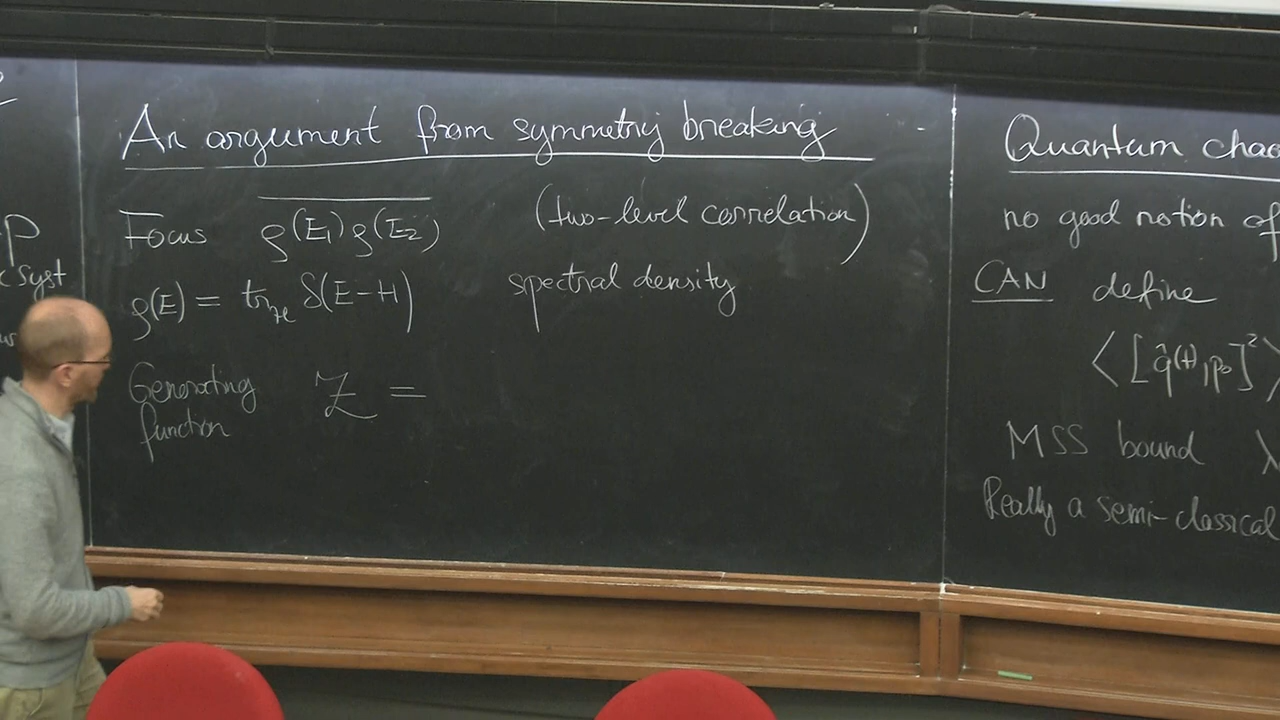 An argument from symmetry breaking
Focus ρ(E₁)ρ(E₂) (two-level correlation)
ρ(E) = tr_ℋ δ(E-H) spectral density
Generating function Z =
Quantum chao
no good notion of
CAN define
⟨[q̂(t), p₀]²⟩
MSS bound λ
Really a semi-classical
p
Syst